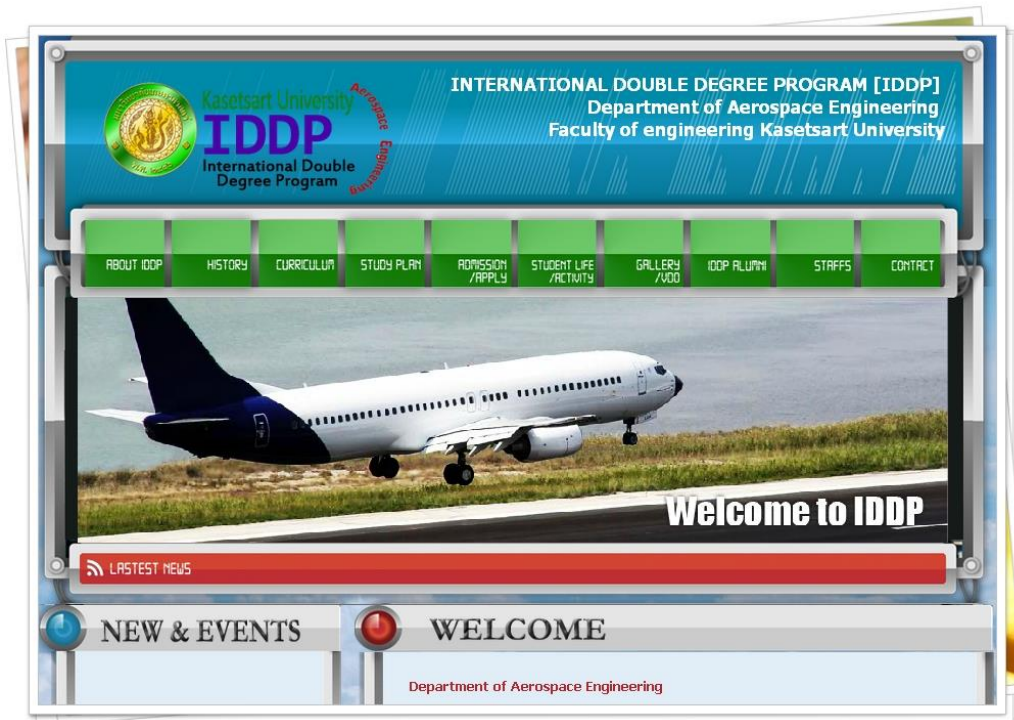 Kasetsart University
IDDP
International Double
Degree Program
Aerospace Engineering
INTERNATIONAL DOUBLE DEGREE PROGRAM [IDDP]
Department of Aerospace Engineering
Faculty of engineering Kasetsart University
ABOUT IDDP
HISTORY
CURRICULUM
STUDY PLAN
ADMISSION
/APPLY
STUDENT LIFE
/ACTIVITY
GALLERY
/VDO
IDDP ALUMNI
STAFFS
CONTACT
Welcome to IDDP
LASTEST NEWS
NEW & EVENTS
WELCOME
Department of Aerospace Engineering